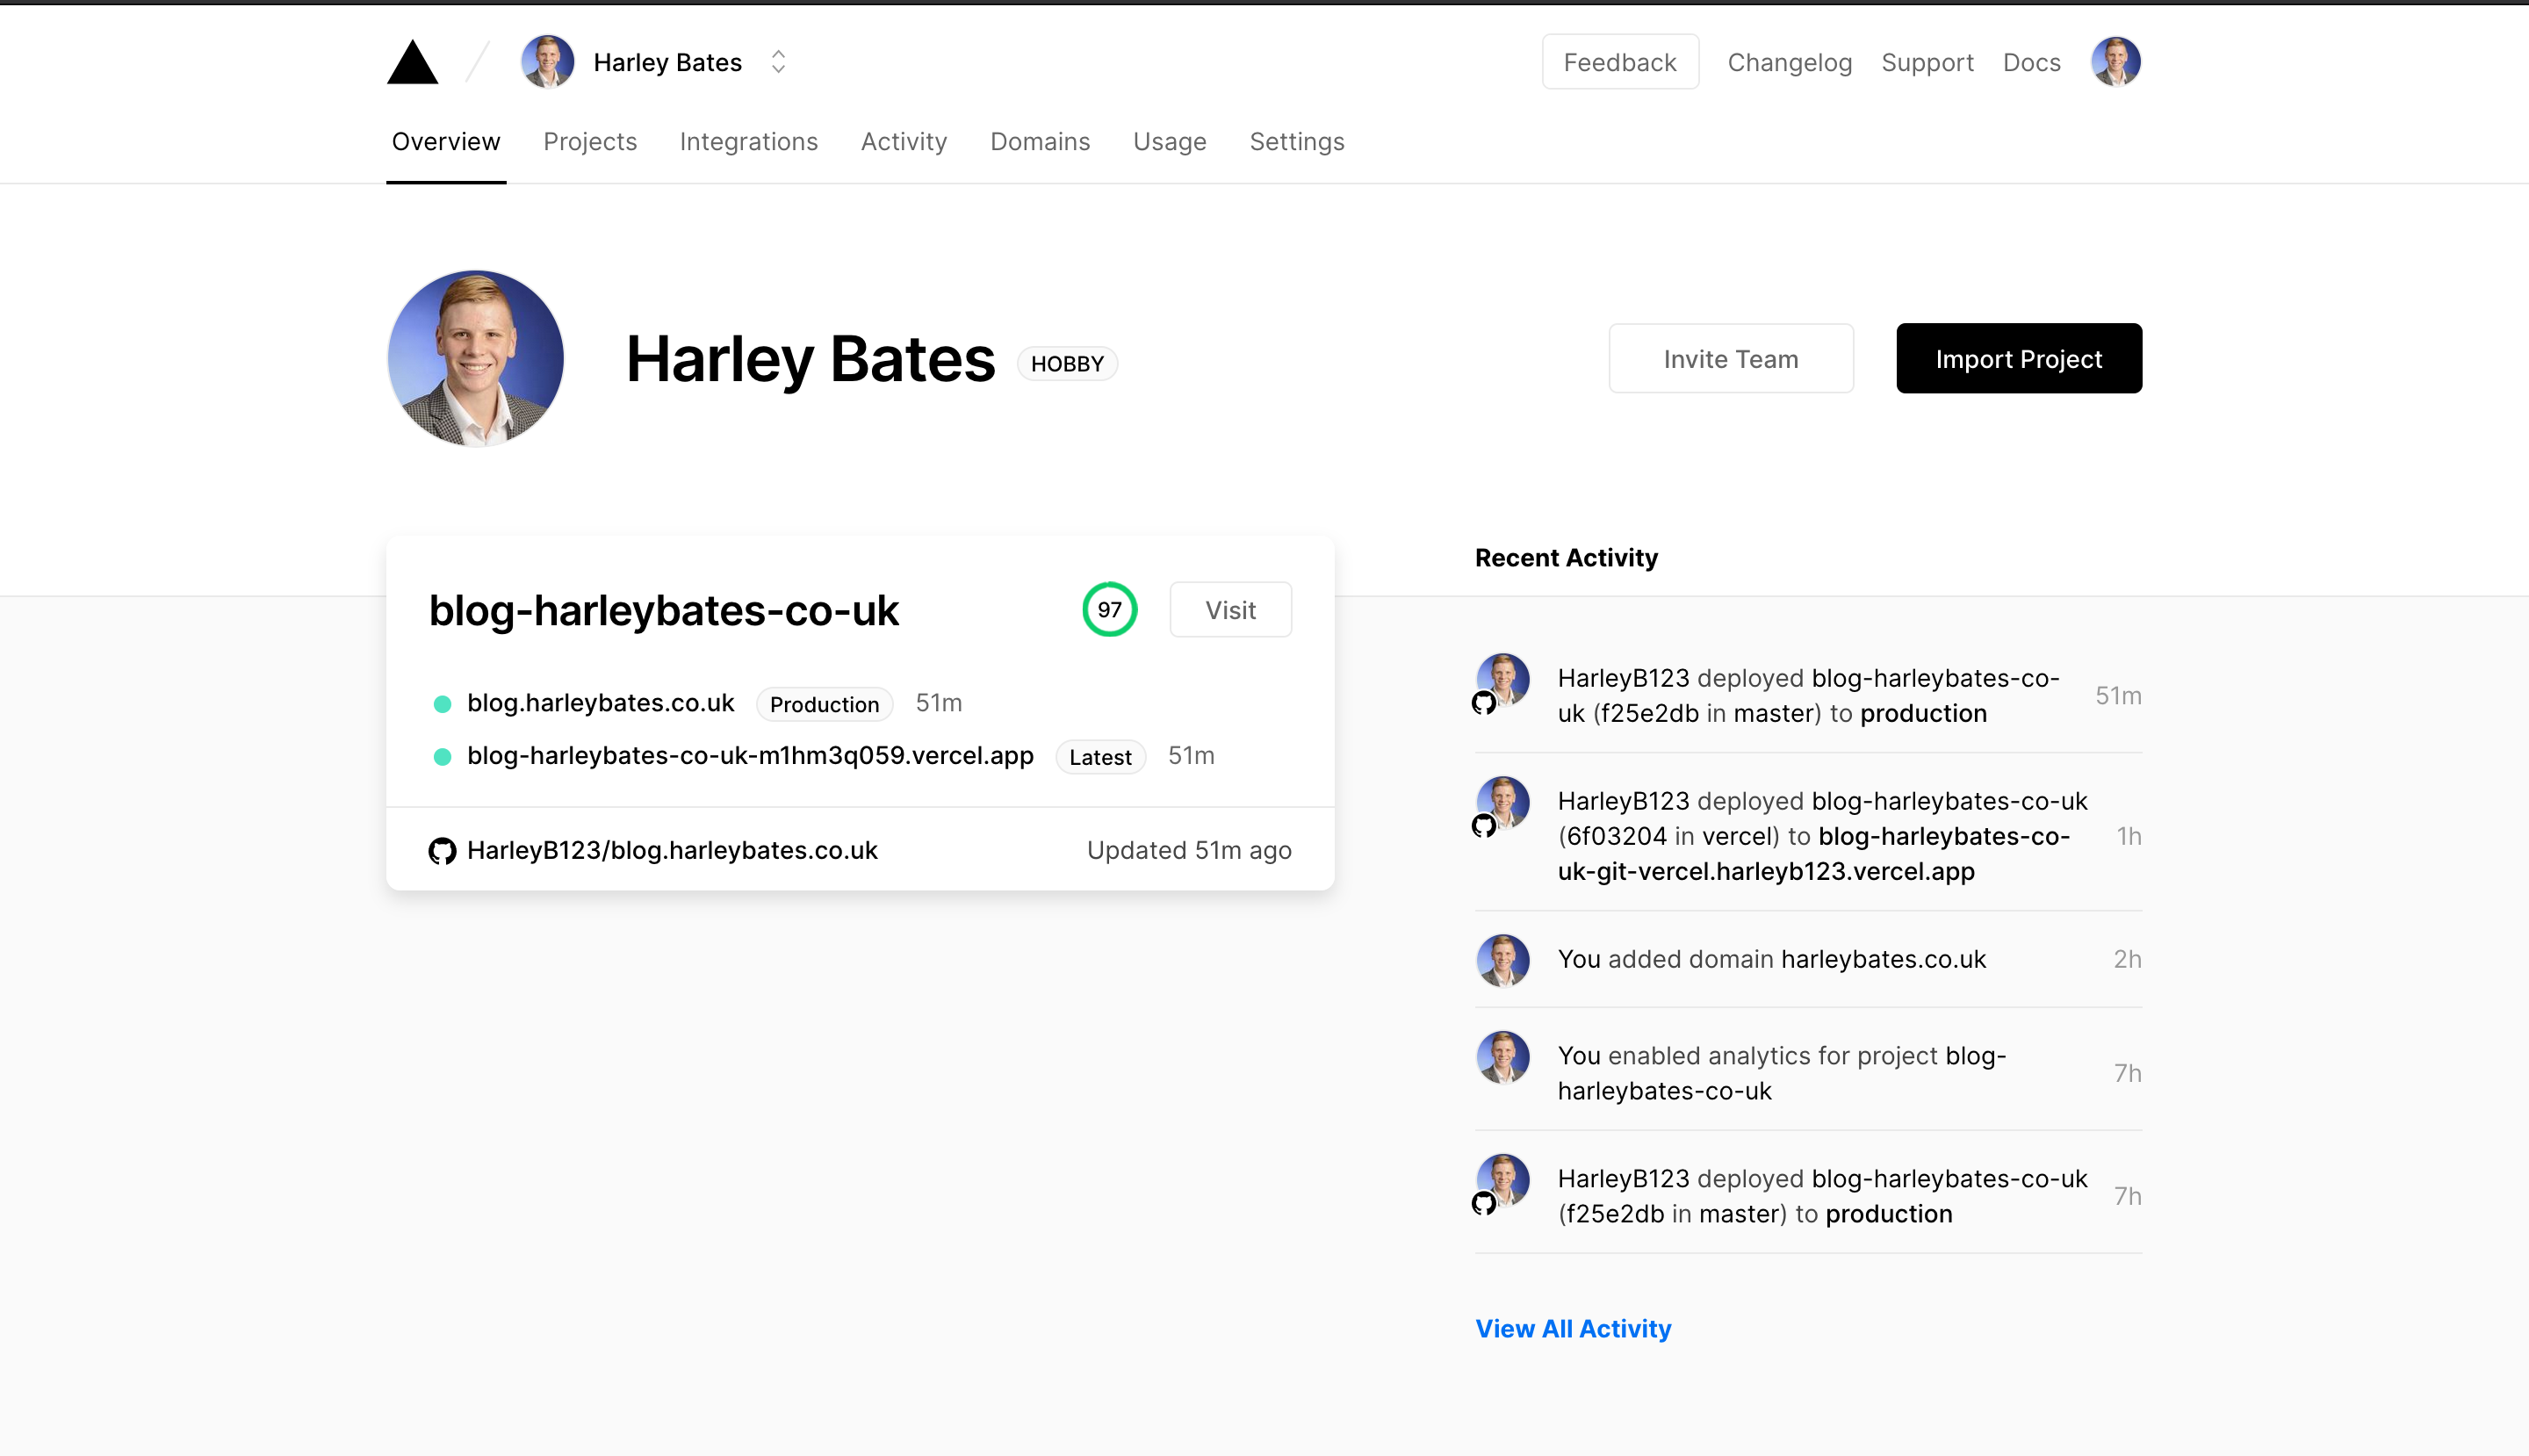 Harley Bates
Feedback Changelog Support Docs
Overview Projects Integrations Activity Domains Usage Settings
Harley Bates HOBBY
Invite Team Import Project
blog-harleybates-co-uk 97 Visit
blog.harleybates.co.uk Production 51m
blog-harleybates-co-uk-m1hm3q059.vercel.app Latest 51m
HarleyB123/blog.harleybates.co.uk Updated 51m ago
Recent Activity
HarleyB123 deployed blog-harleybates-co-
uk (f25e2db in master) to production
51m
HarleyB123 deployed blog-harleybates-co-uk
(6f03204 in vercel) to blog-harleybates-co-
uk-git-vercel.harleyb123.vercel.app
1h
You added domain harleybates.co.uk 2h
You enabled analytics for project blog-
harleybates-co-uk
7h
HarleyB123 deployed blog-harleybates-co-uk
(f25e2db in master) to production
7h
View All Activity